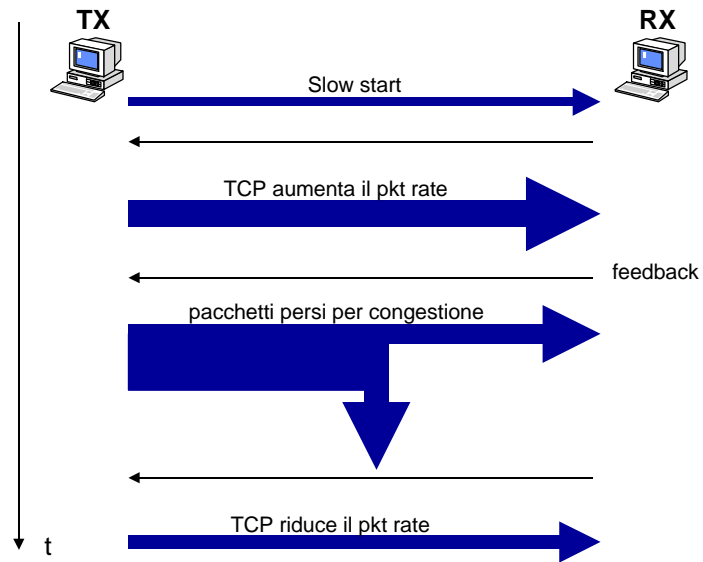 TX
RX
Slow start
TCP aumenta il pkt rate
feedback
pacchetti persi per congestione
TCP riduce il pkt rate
t